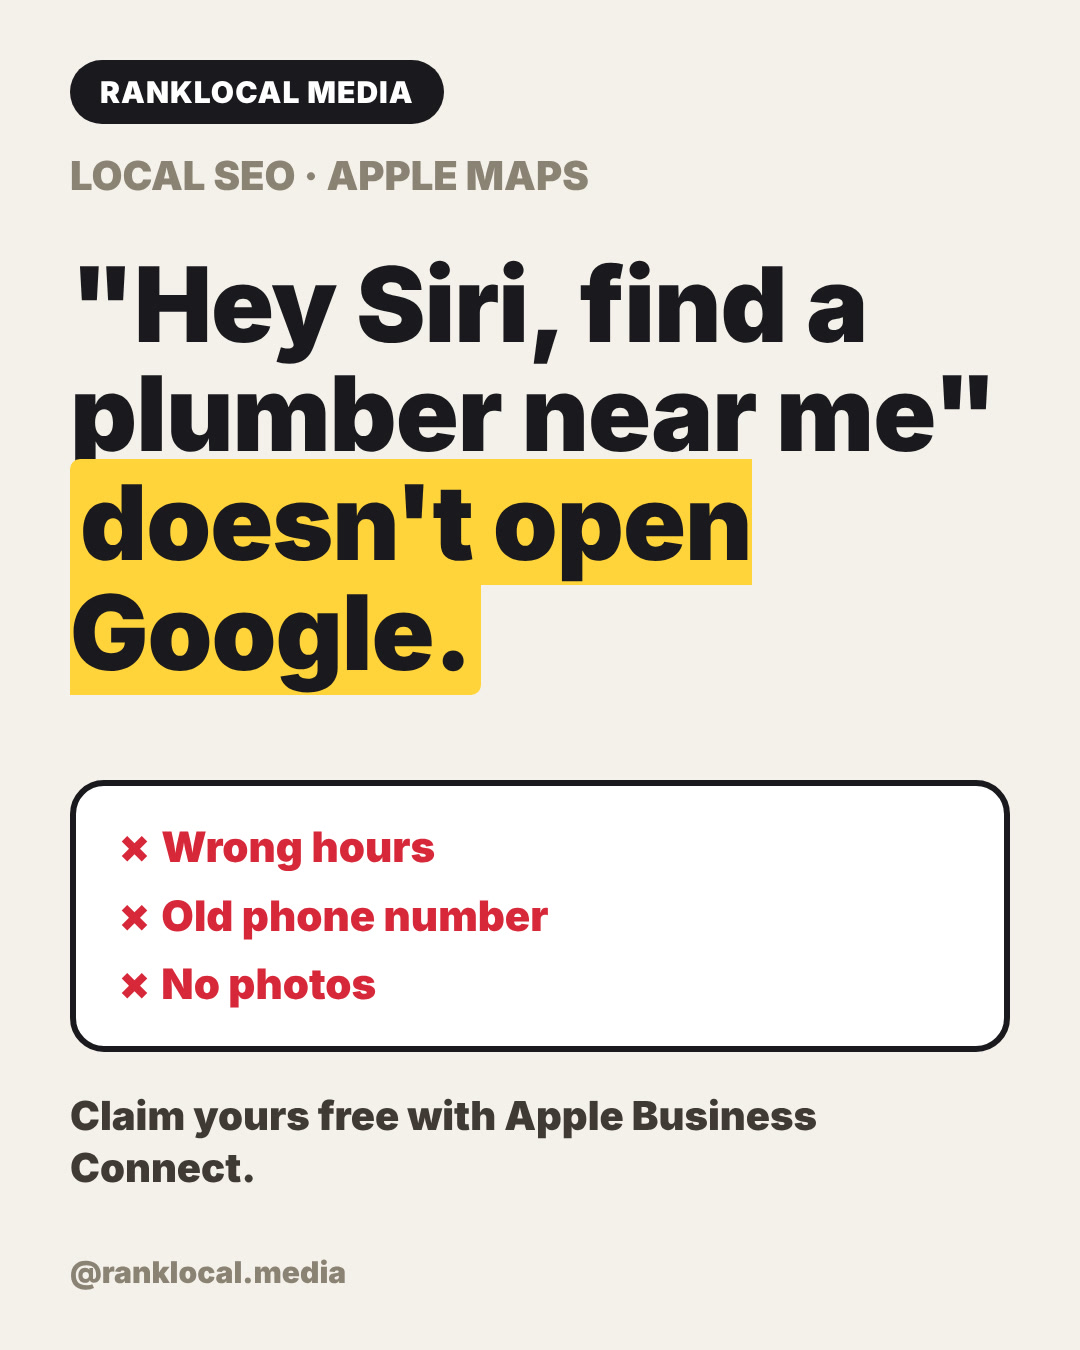 RANKLOCAL MEDIA
LOCAL SEO · APPLE MAPS
"Hey Siri, find a
plumber near me"
doesn't open
Google.
× Wrong hours
× Old phone number
× No photos
Claim yours free with Apple Business
Connect.
@ranklocal.media